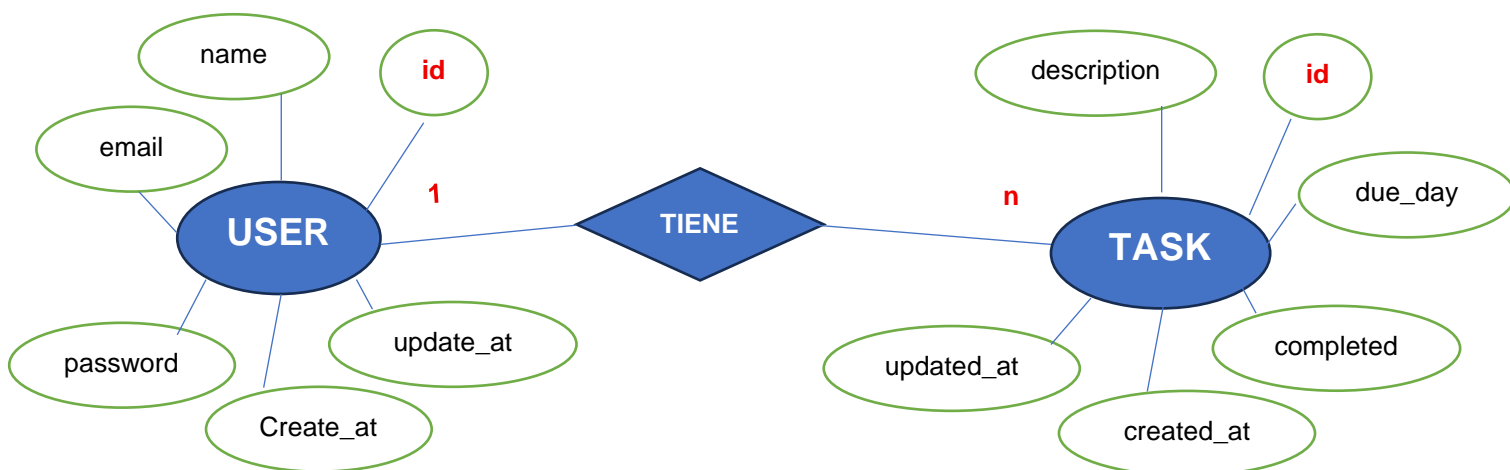 name
id
email
USER
1
password
Create_at
update_at
TIENE
n
description
id
due_day
TASK
updated_at
created_at
completed